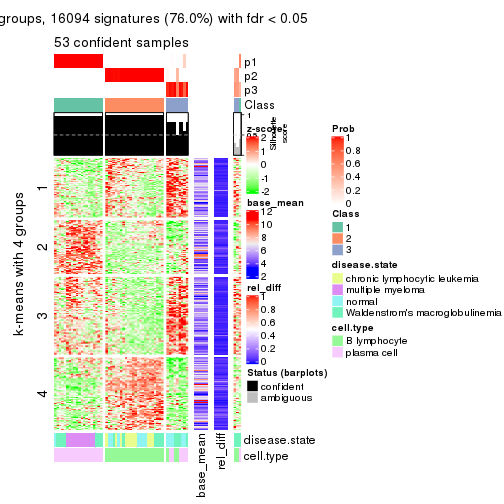 groups, 16094 signatures (76.0%) with fdr < 0.05
53 confident samples
p1
p2
p3
Class
1
Silhouette
score
z-score
2
1
0
-1
-2
base_mean
12
10
8
6
4
2
rel_diff
1
0.8
0.6
0.4
0.2
0
Status (barplots)
confident
ambiguous
Prob
1
0.8
0.6
0.4
0.2
0
Class
1
2
3
disease.state
chronic lymphocytic leukemia
multiple myeloma
normal
Waldenstrom's macroglobulinemia
cell.type
B lymphocyte
plasma cell
k-means with 4 groups
1
2
3
4
disease.state
cell.type
base_mean
rel_diff